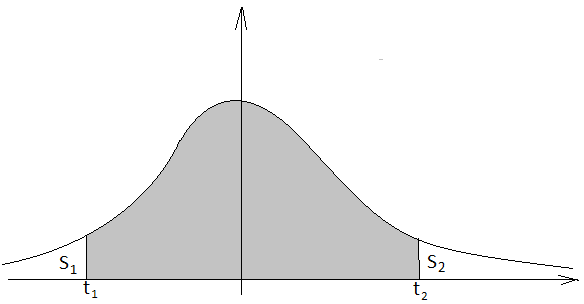 S₁ S₂
t₁ t₂